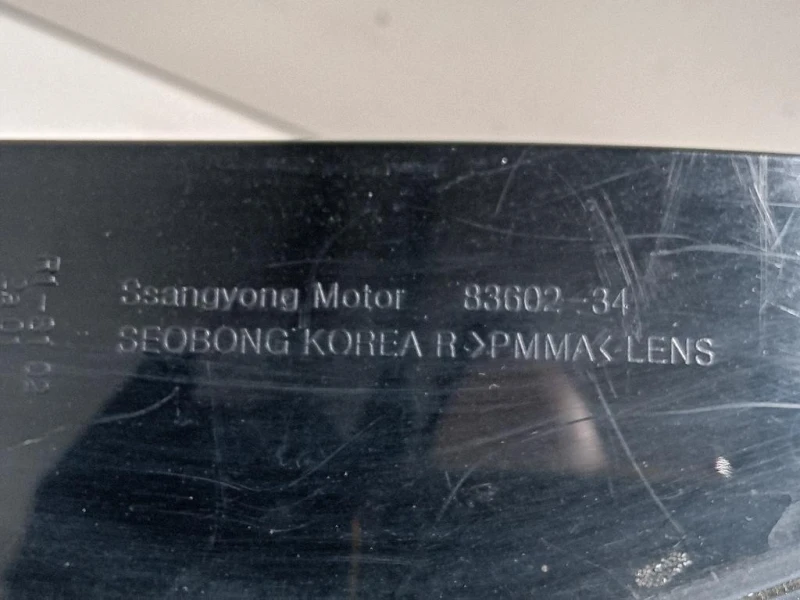 Ssangyong Motor 83602-34
SEOBONG KOREA R >PMMA< LENS